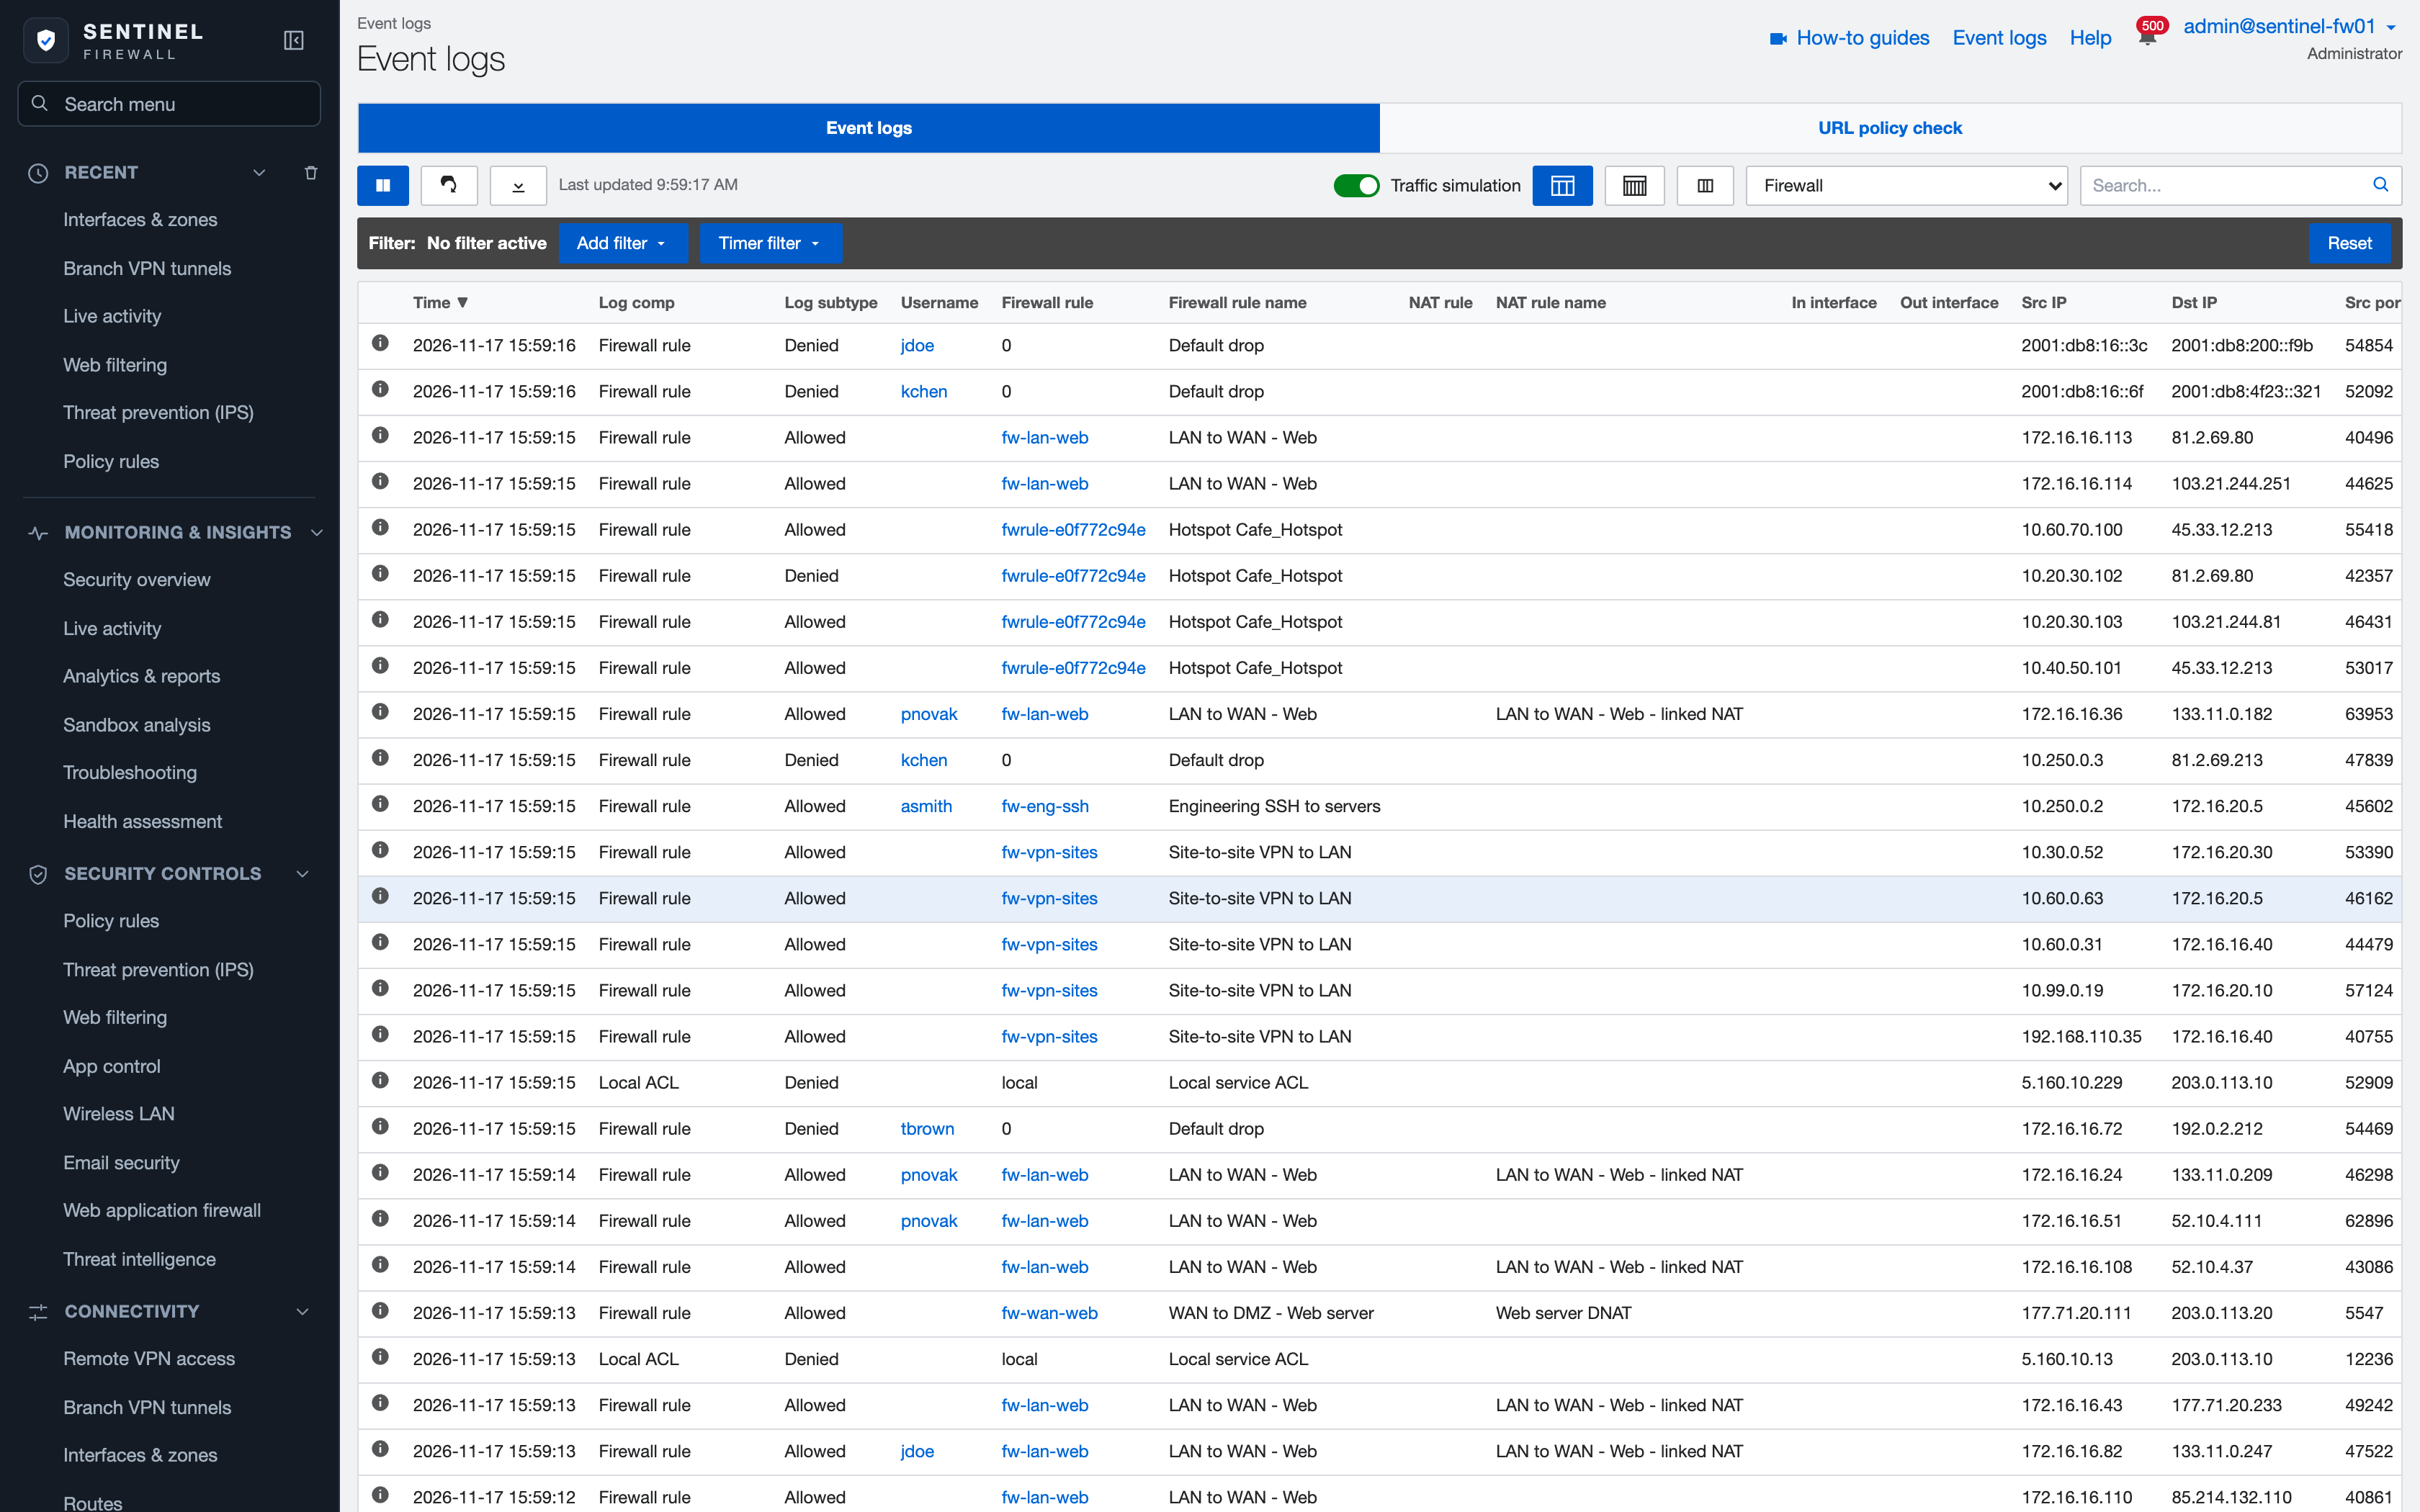 SENTINEL
FIREWALL
Search menu
RECENT
Interfaces & zones
Branch VPN tunnels
Live activity
Web filtering
Threat prevention (IPS)
Policy rules
MONITORING & INSIGHTS
Security overview
Live activity
Analytics & reports
Sandbox analysis
Troubleshooting
Health assessment
SECURITY CONTROLS
Policy rules
Threat prevention (IPS)
Web filtering
App control
Wireless LAN
Email security
Web application firewall
Threat intelligence
CONNECTIVITY
Remote VPN access
Branch VPN tunnels
Interfaces & zones
Routes
Event logs
Event logs
How-to guides Event logs Help 500 admin@sentinel-fw01
Administrator
Event logs URL policy check
Last updated 9:59:17 AM Traffic simulation Firewall Search...
Filter: No filter active Add filter Timer filter Reset
Time ▼ Log comp Log subtype Username Firewall rule Firewall rule name NAT rule NAT rule name In interface Out interface Src IP Dst IP Src por
2026-11-17 15:59:16 Firewall rule Denied jdoe 0 Default drop 2001:db8:16::3c 2001:db8:200::f9b 54854
2026-11-17 15:59:16 Firewall rule Denied kchen 0 Default drop 2001:db8:16::6f 2001:db8:4f23::321 52092
2026-11-17 15:59:15 Firewall rule Allowed fw-lan-web LAN to WAN - Web 172.16.16.113 81.2.69.80 40496
2026-11-17 15:59:15 Firewall rule Allowed fw-lan-web LAN to WAN - Web 172.16.16.114 103.21.244.251 44625
2026-11-17 15:59:15 Firewall rule Allowed fwrule-e0f772c94e Hotspot Cafe_Hotspot 10.60.70.100 45.33.12.213 55418
2026-11-17 15:59:15 Firewall rule Denied fwrule-e0f772c94e Hotspot Cafe_Hotspot 10.20.30.102 81.2.69.80 42357
2026-11-17 15:59:15 Firewall rule Allowed fwrule-e0f772c94e Hotspot Cafe_Hotspot 10.20.30.103 103.21.244.81 46431
2026-11-17 15:59:15 Firewall rule Allowed fwrule-e0f772c94e Hotspot Cafe_Hotspot 10.40.50.101 45.33.12.213 53017
2026-11-17 15:59:15 Firewall rule Allowed pnovak fw-lan-web LAN to WAN - Web LAN to WAN - Web - linked NAT 172.16.16.36 133.11.0.182 63953
2026-11-17 15:59:15 Firewall rule Denied kchen 0 Default drop 10.250.0.3 81.2.69.213 47839
2026-11-17 15:59:15 Firewall rule Allowed asmith fw-eng-ssh Engineering SSH to servers 10.250.0.2 172.16.20.5 45602
2026-11-17 15:59:15 Firewall rule Allowed fw-vpn-sites Site-to-site VPN to LAN 10.30.0.52 172.16.20.30 53390
2026-11-17 15:59:15 Firewall rule Allowed fw-vpn-sites Site-to-site VPN to LAN 10.60.0.63 172.16.20.5 46162
2026-11-17 15:59:15 Firewall rule Allowed fw-vpn-sites Site-to-site VPN to LAN 10.60.0.31 172.16.16.40 44479
2026-11-17 15:59:15 Firewall rule Allowed fw-vpn-sites Site-to-site VPN to LAN 10.99.0.19 172.16.20.10 57124
2026-11-17 15:59:15 Firewall rule Allowed fw-vpn-sites Site-to-site VPN to LAN 192.168.110.35 172.16.16.40 40755
2026-11-17 15:59:15 Local ACL Denied local Local service ACL 5.160.10.229 203.0.113.10 52909
2026-11-17 15:59:15 Firewall rule Denied tbrown 0 Default drop 172.16.16.72 192.0.2.212 54469
2026-11-17 15:59:14 Firewall rule Allowed pnovak fw-lan-web LAN to WAN - Web LAN to WAN - Web - linked NAT 172.16.16.24 133.11.0.209 46298
2026-11-17 15:59:14 Firewall rule Allowed pnovak fw-lan-web LAN to WAN - Web 172.16.16.51 52.10.4.111 62896
2026-11-17 15:59:14 Firewall rule Allowed fw-lan-web LAN to WAN - Web LAN to WAN - Web - linked NAT 172.16.16.108 52.10.4.37 43086
2026-11-17 15:59:13 Firewall rule Allowed fw-wan-web WAN to DMZ - Web server Web server DNAT 177.71.20.111 203.0.113.20 5547
2026-11-17 15:59:13 Local ACL Denied local Local service ACL 5.160.10.13 203.0.113.10 12236
2026-11-17 15:59:13 Firewall rule Allowed fw-lan-web LAN to WAN - Web LAN to WAN - Web - linked NAT 172.16.16.43 177.71.20.233 49242
2026-11-17 15:59:13 Firewall rule Allowed jdoe fw-lan-web LAN to WAN - Web LAN to WAN - Web - linked NAT 172.16.16.82 133.11.0.247 47522
2026-11-17 15:59:12 Firewall rule Allowed fw-lan-web LAN to WAN - Web 172.16.16.110 85.214.132.110 40861